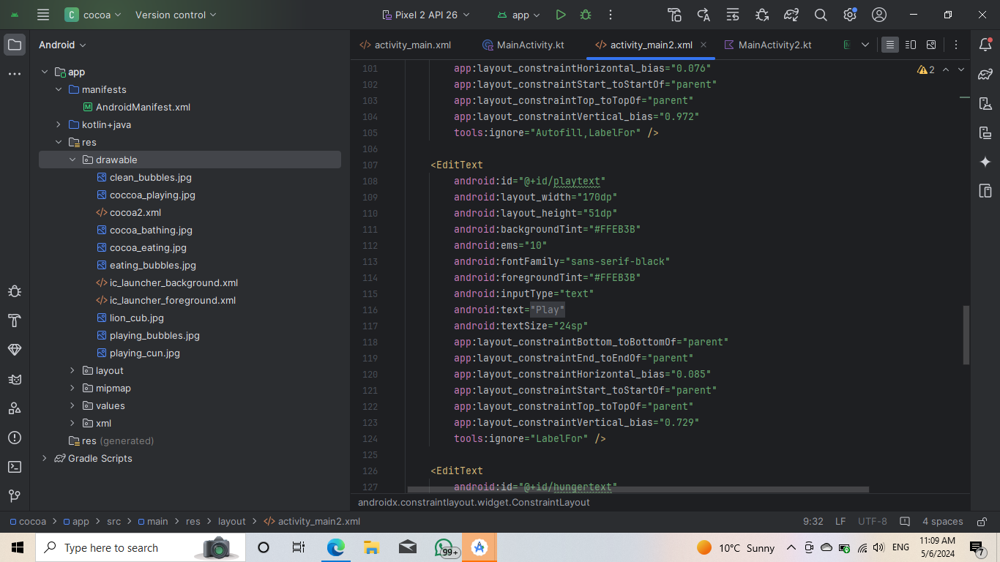 C cocoa Version control Pixel 2 API 26 app
Android
app
manifests
AndroidManifest.xml
kotlin+java
res
drawable
clean_bubbles.jpg
coccoa_playing.jpg
cocoa2.xml
cocoa_bathing.jpg
cocoa_eating.jpg
eating_bubbles.jpg
ic_launcher_background.xml
ic_launcher_foreground.xml
lion_cub.jpg
playing_bubbles.jpg
playing_cun.jpg
layout
mipmap
values
xml
res (generated)
Gradle Scripts
activity_main.xml MainActivity.kt activity_main2.xml MainActivity2.kt
2
101 app:layout_constraintHorizontal_bias="0.076"
102 app:layout_constraintStart_toStartOf="parent"
103 app:layout_constraintTop_toTopOf="parent"
104 app:layout_constraintVertical_bias="0.972"
105 tools:ignore="Autofill,LabelFor" />
106
107 <EditText
108 android:id="@+id/playtext"
109 android:layout_width="170dp"
110 android:layout_height="51dp"
111 android:backgroundTint="#FFEB3B"
112 android:ems="10"
113 android:fontFamily="sans-serif-black"
114 android:foregroundTint="#FFEB3B"
115 android:inputType="text"
116 android:text="Play"
117 android:textSize="24sp"
118 app:layout_constraintBottom_toBottomOf="parent"
119 app:layout_constraintEnd_toEndOf="parent"
120 app:layout_constraintHorizontal_bias="0.085"
121 app:layout_constraintStart_toStartOf="parent"
122 app:layout_constraintTop_toTopOf="parent"
123 app:layout_constraintVertical_bias="0.729"
124 tools:ignore="LabelFor" />
125
126 <EditText
127 android:id="@+id/hungertext"
androidx.constraintlayout.widget.ConstraintLayout
cocoa > app > src > main > res > layout > activity_main2.xml 9:32 LF UTF-8 4 spaces
Type here to search 99+ 10°C Sunny ENG 11:09 AM
5/6/2024 7